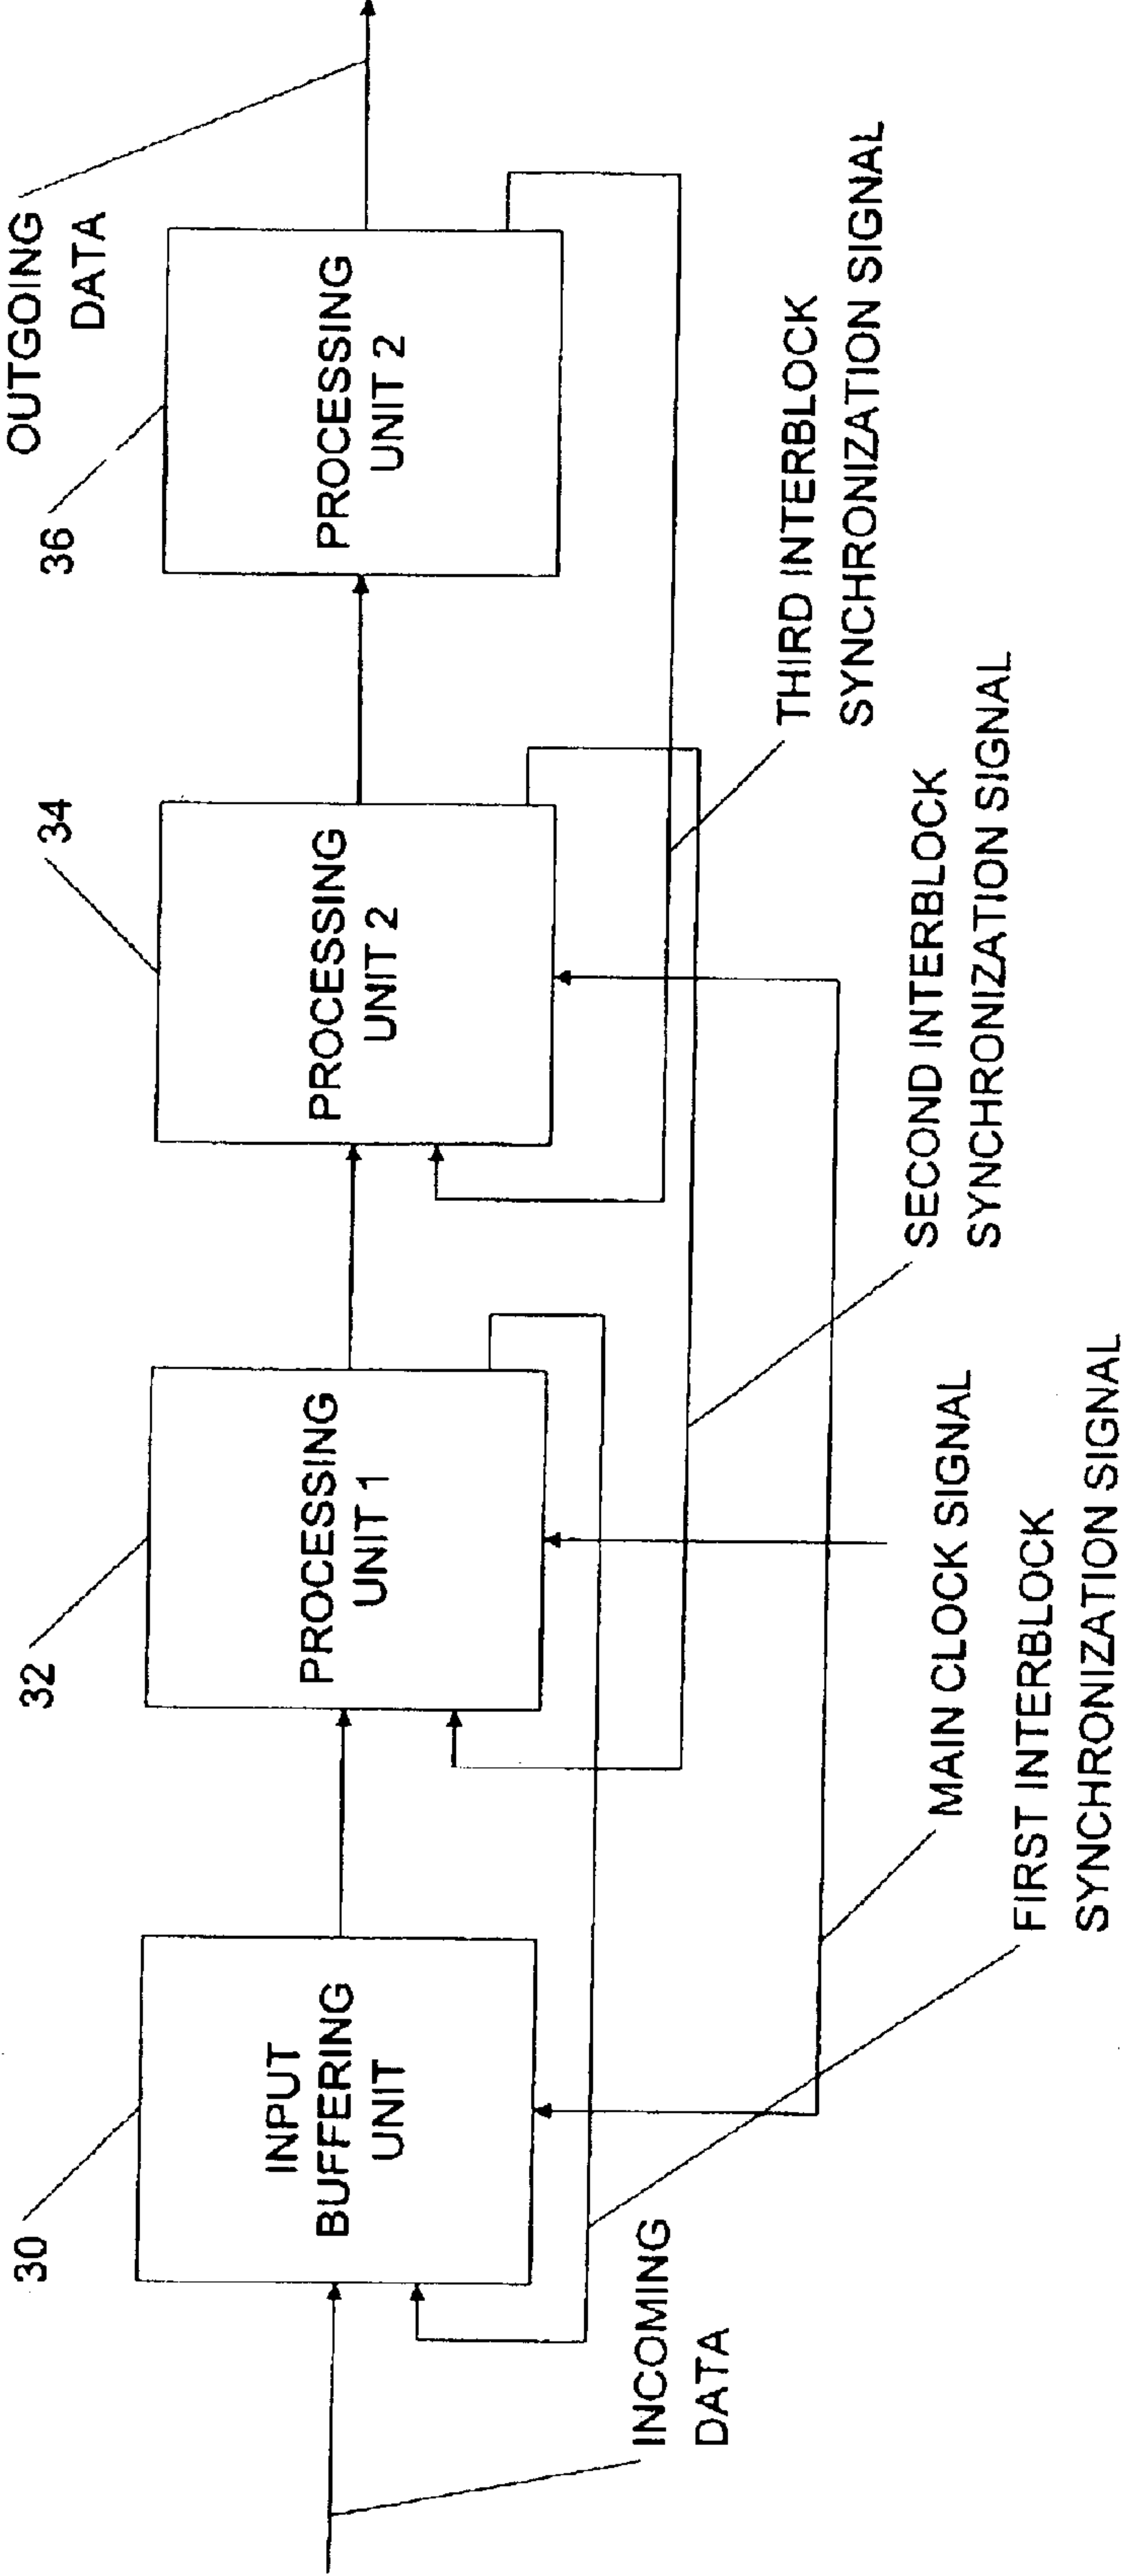 30
32
34
36
INPUT
BUFFERING
UNIT
PROCESSING
UNIT 1
PROCESSING
UNIT 2
PROCESSING
UNIT 2
OUTGOING
DATA
INCOMING
DATA
THIRD INTERBLOCK
SYNCHRONIZATION SIGNAL
SECOND INTERBLOCK
SYNCHRONIZATION SIGNAL
MAIN CLOCK SIGNAL
FIRST INTERBLOCK
SYNCHRONIZATION SIGNAL